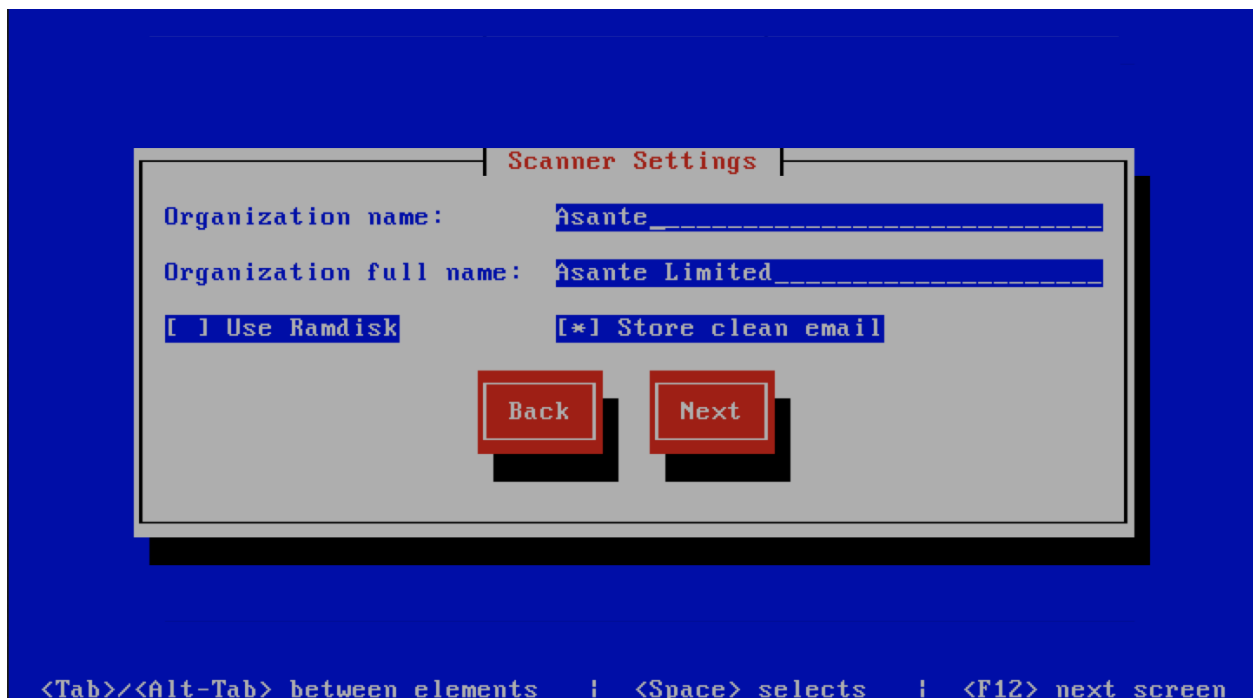 Scanner Settings
Organization name: Asante_
Organization full name: Asante Limited
[ ] Use Ramdisk [*] Store clean email
Back Next
<Tab>/<Alt-Tab> between elements | <Space> selects | <F12> next screen